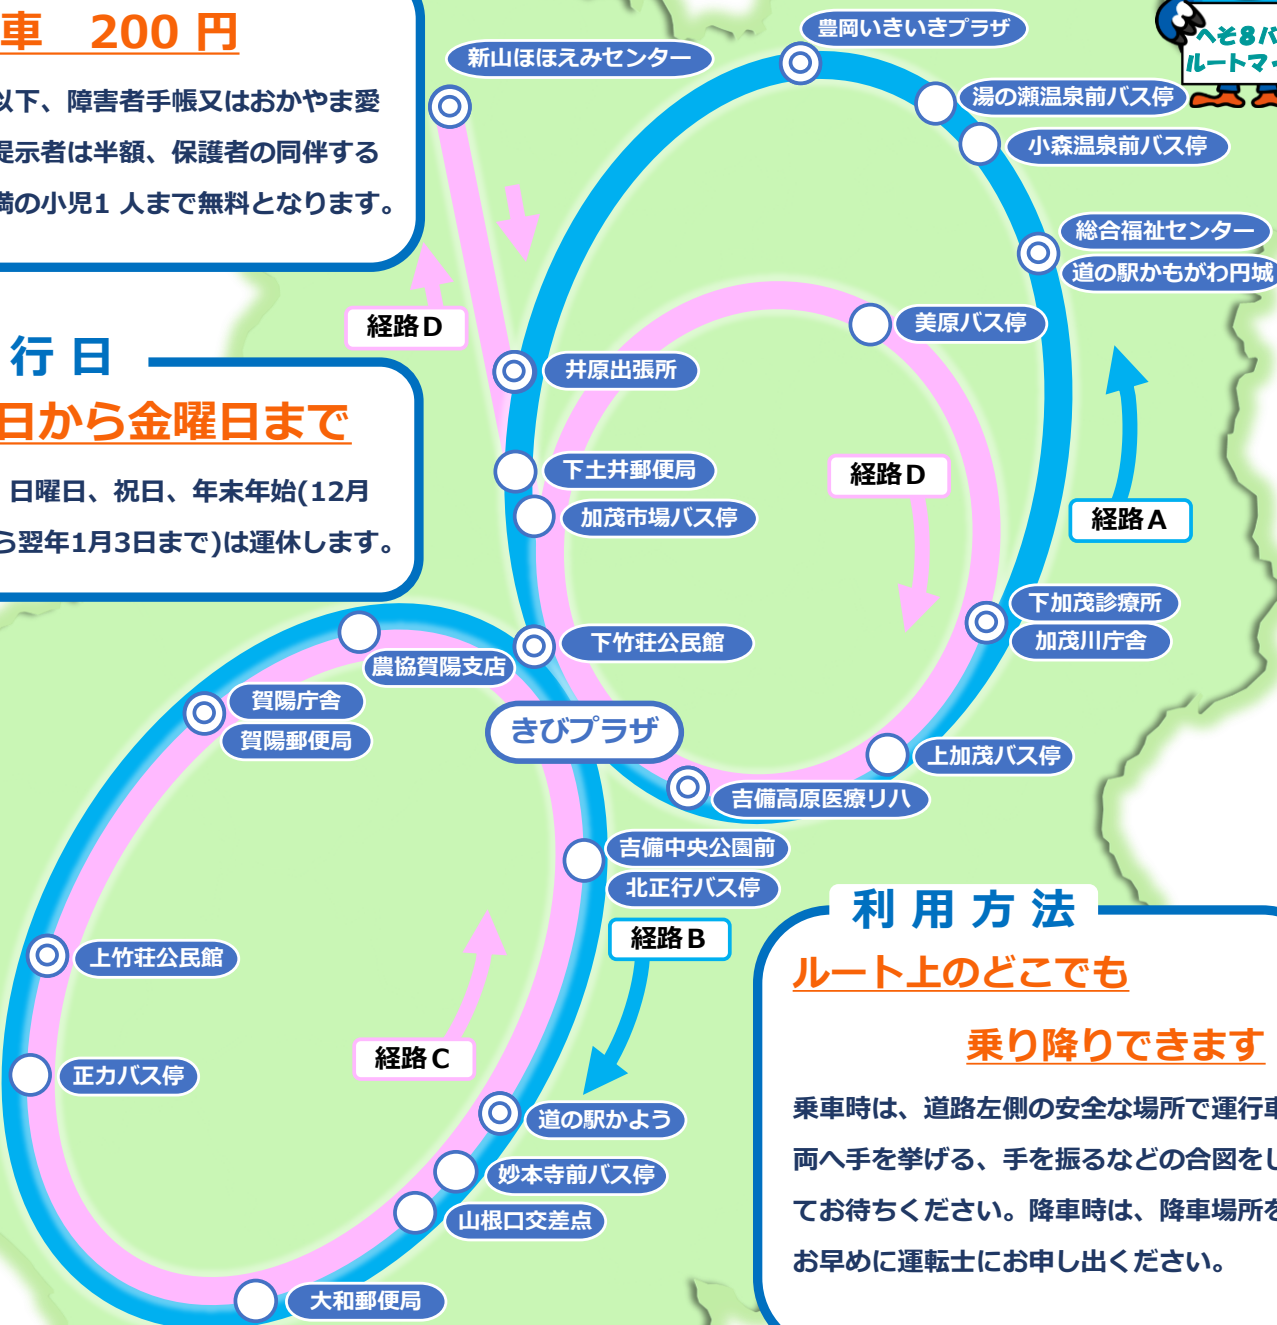 車 200 円
以下、障害者手帳又はおかやま愛
提示者は半額、保護者の同伴する
満の小児1 人まで無料となります。
へそ8バ
ルートマッ
新山ほほえみセンター
豊岡いきいきプラザ
湯の瀬温泉前バス停
小森温泉前バス停
総合福祉センター
道の駅かもがわ円城
経路D
美原バス停
行 日
日から金曜日まで
日曜日、祝日、年末年始(12月
ら翌年1月3日まで)は運休します。
井原出張所
下土井郵便局
経路D
加茂市場バス停
経路A
下加茂診療所
加茂川庁舎
下竹荘公民館
農協賀陽支店
賀陽庁舎
賀陽郵便局
きびプラザ
上加茂バス停
吉備高原医療リハ
吉備中央公園前
北正行バス停
経路B
上竹荘公民館
経路C
正力バス停
道の駅かよう
妙本寺前バス停
山根口交差点
大和郵便局
利 用 方 法
ルート上のどこでも
乗り降りできます
乗車時は、道路左側の安全な場所で運行車
両へ手を挙げる、手を振るなどの合図をし
てお待ちください。降車時は、降車場所を
お早めに運転士にお申し出ください。